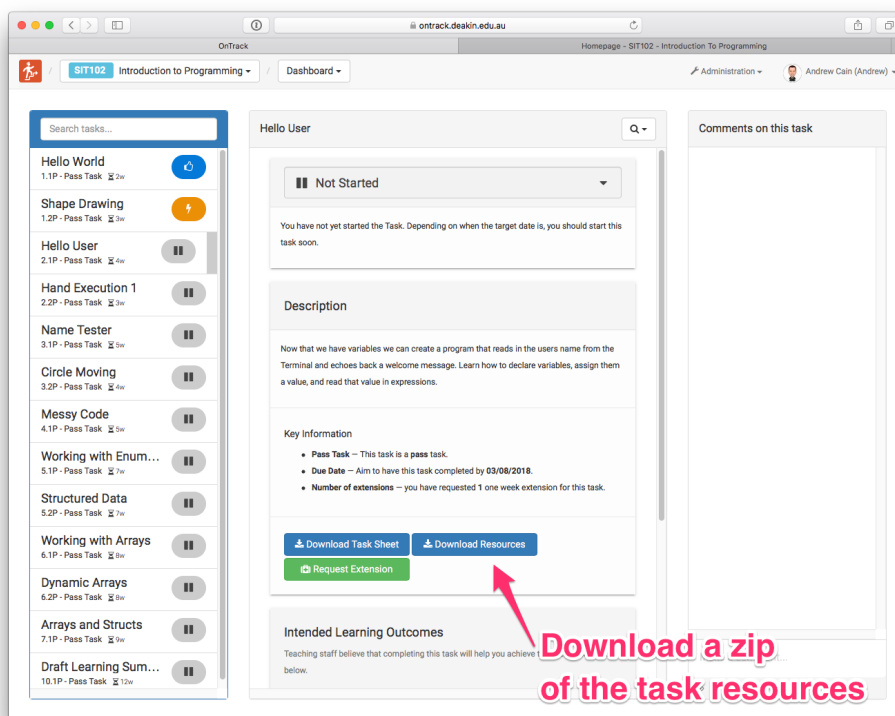 ontrack.deakin.edu.au
OnTrack
Homepage - SIT102 - Introduction To Programming
/ SIT102 Introduction to Programming / Dashboard
Administration
Andrew Cain (Andrew)
Search tasks...
Hello World
1.1P - Pass Task 2w
Shape Drawing
1.2P - Pass Task 3w
Hello User
2.1P - Pass Task 4w
Hand Execution 1
2.2P - Pass Task 3w
Name Tester
3.1P - Pass Task 5w
Circle Moving
3.2P - Pass Task 4w
Messy Code
4.1P - Pass Task 5w
Working with Enum...
5.1P - Pass Task 7w
Structured Data
5.2P - Pass Task 7w
Working with Arrays
6.1P - Pass Task 8w
Dynamic Arrays
6.2P - Pass Task 8w
Arrays and Structs
7.1P - Pass Task 9w
Draft Learning Sum...
10.1P - Pass Task 12w
Hello User
Not Started
You have not yet started the Task. Depending on when the target date is, you should start this
task soon.
Description
Now that we have variables we can create a program that reads in the users name from the
Terminal and echoes back a welcome message. Learn how to declare variables, assign them
a value, and read that value in expressions.
Key Information
• Pass Task — This task is a pass task.
• Due Date — Aim to have this task completed by 03/08/2018.
• Number of extensions — you have requested 1 one week extension for this task.
Download Task Sheet
Download Resources
Request Extension
Intended Learning Outcomes
Teaching staff believe that completing this task will help you achieve
below.
Comments on this task
Download a zip
of the task resources